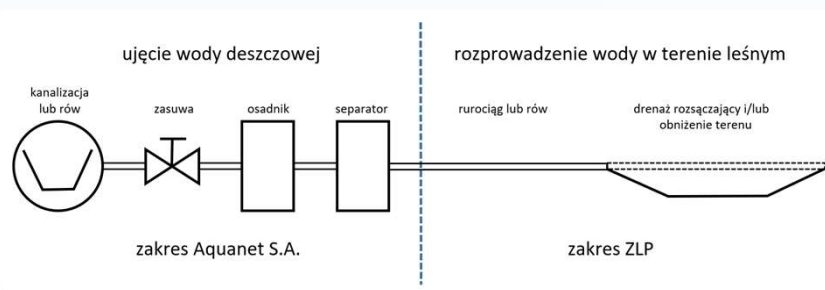 ujęcie wody deszczowej
rozprowadzenie wody w terenie leśnym
kanalizacja
lub rów
zasuwa
osadnik
separator
rurociąg lub rów
drenaż rozsączający i/lub
obniżenie terenu
zakres Aquanet S.A.
zakres ZLP